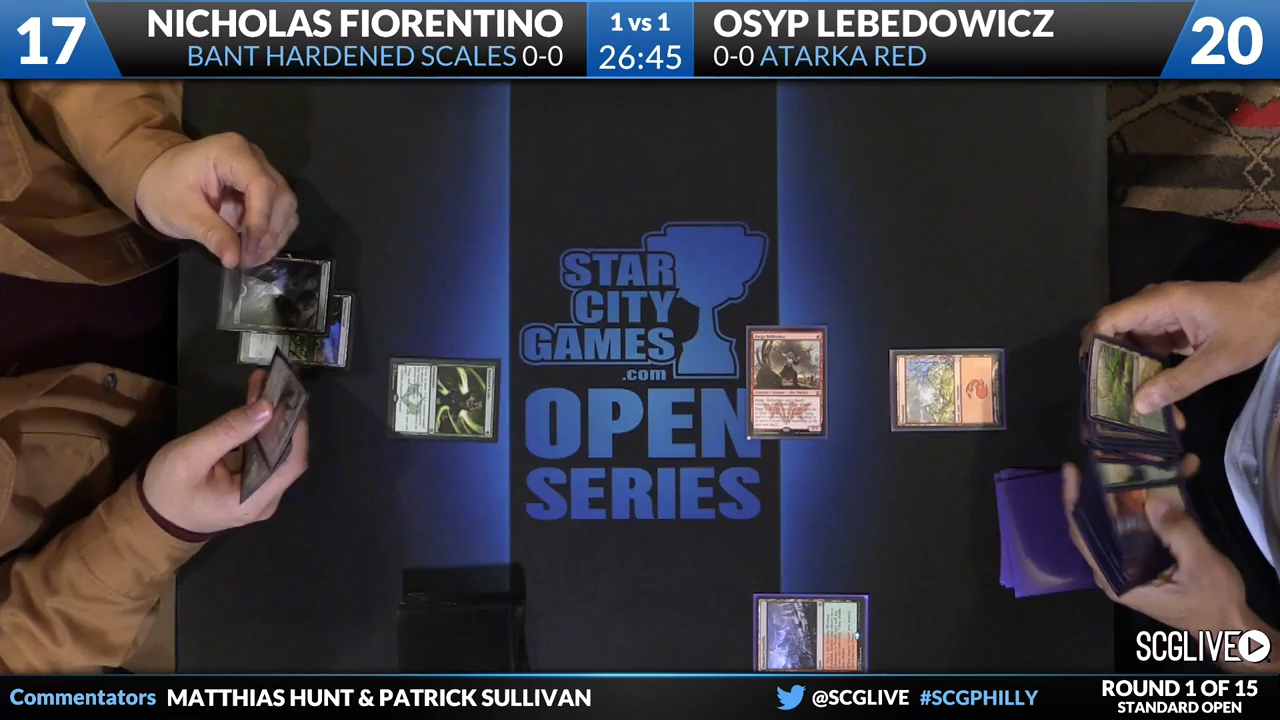 17
NICHOLAS FIORENTINO
BANT HARDENED SCALES 0-0
1 vs 1
26:45
OSYP LEBEDOWICZ
0-0 ATARKA RED
20
STAR
CITY
GAMES
.com
OPEN
SERIES
SCGLIVE
Commentators MATTHIAS HUNT & PATRICK SULLIVAN
@SCGLIVE #SCGPHILLY
ROUND 1 OF 15
STANDARD OPEN